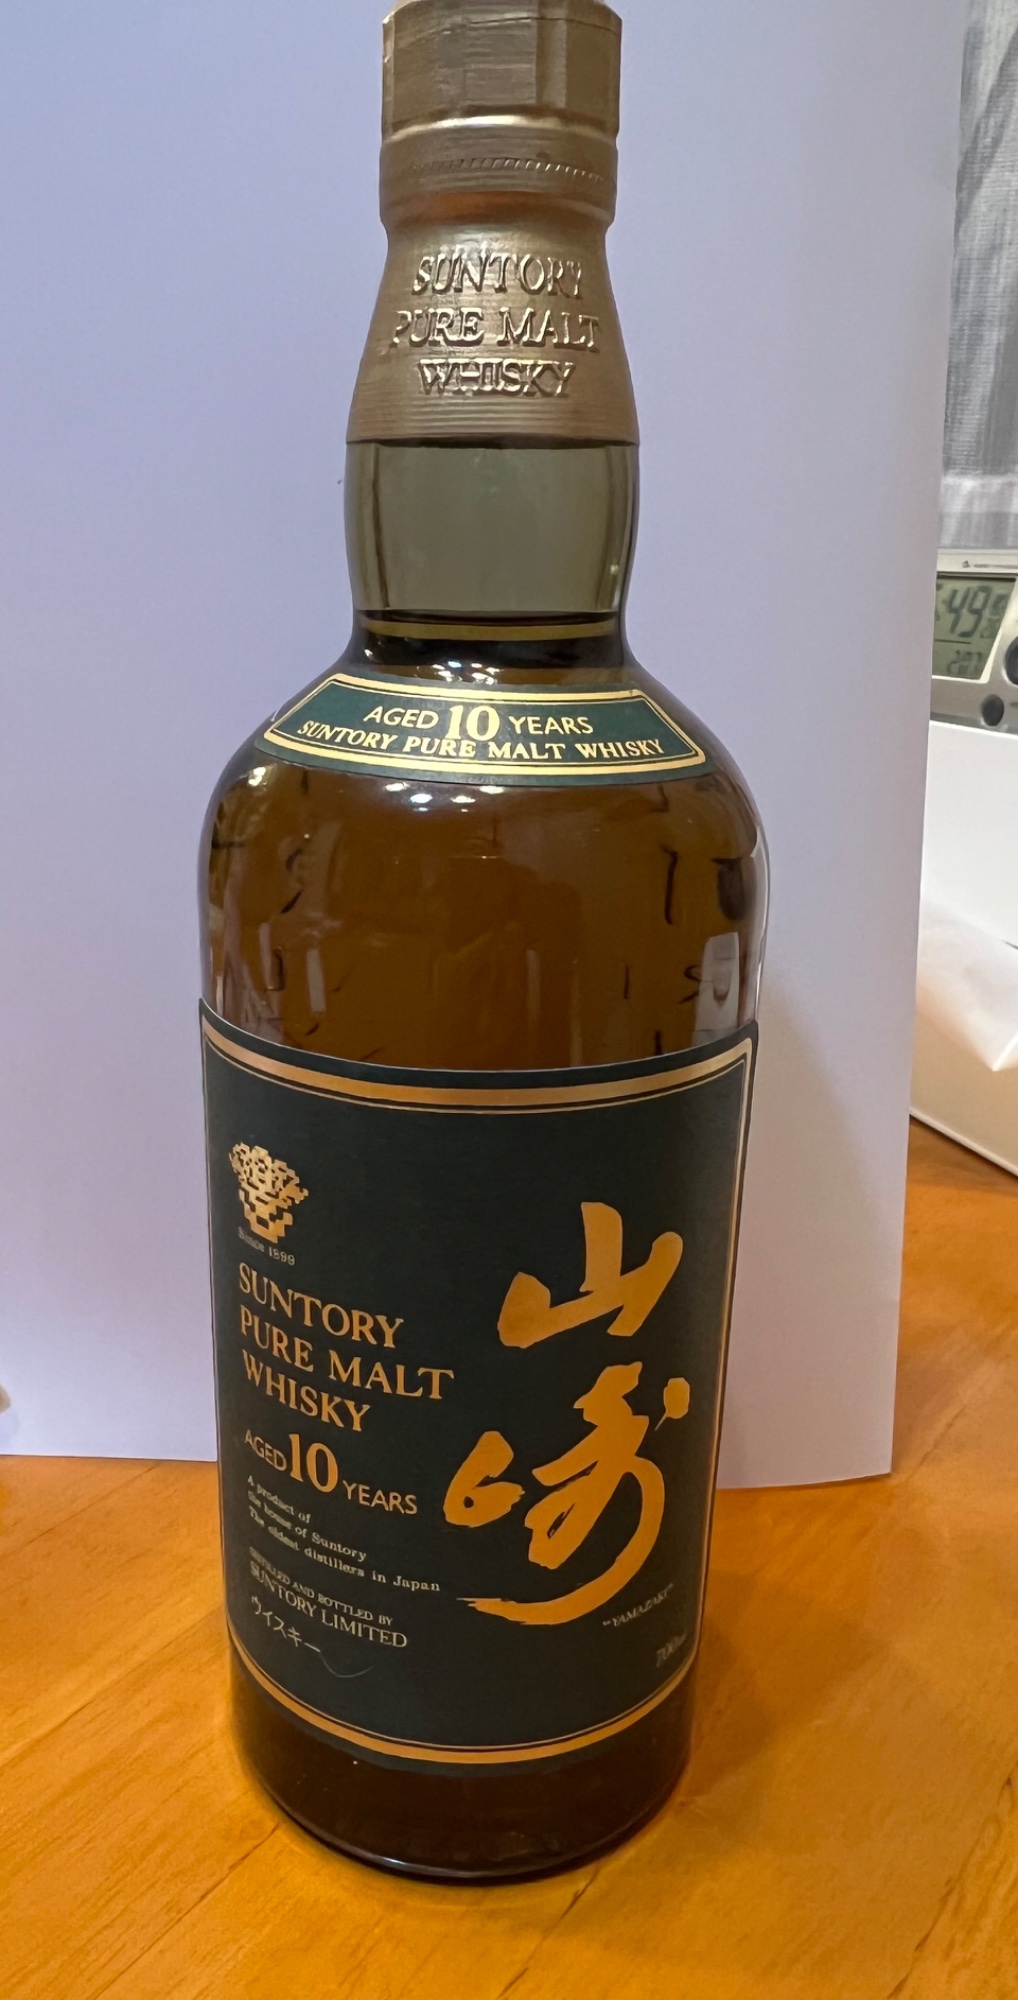 SUNTORY
PURE MALT
WHISKY
AGED 10 YEARS
SUNTORY PURE MALT WHISKY
Since 1899
SUNTORY
PURE MALT
WHISKY
AGED 10 YEARS
A product of
the house of Suntory
The oldest distillers in Japan
DISTILLED AND BOTTLED BY
SUNTORY LIMITED
ウイスキー
山崎
"YAMAZAKI"
700ml
49